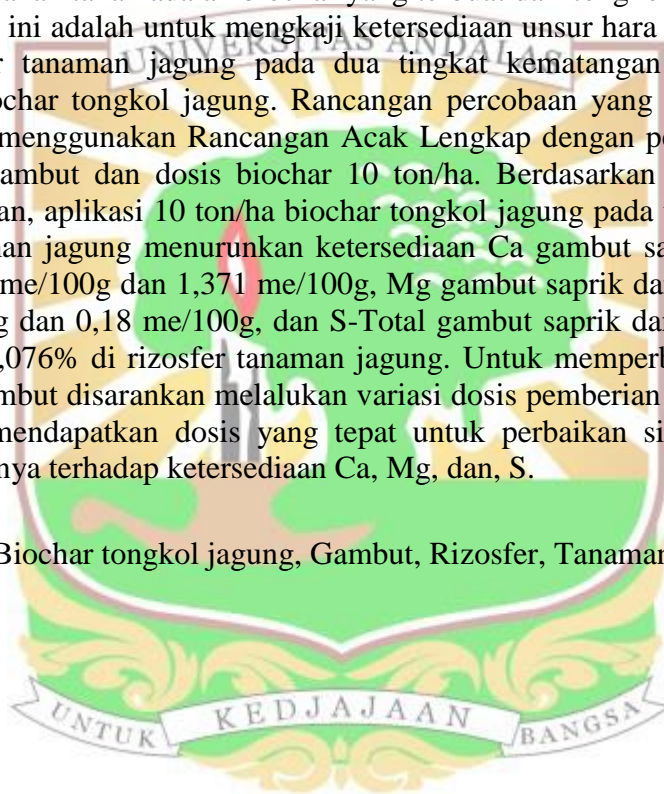 ini adalah untuk mengkaji ketersediaan unsur hara
UNIVERSITAS ANDALAS
tanaman jagung pada dua tingkat kematangan
ochar tongkol jagung. Rancangan percobaan yang
menggunakan Rancangan Acak Lengkap dengan
ambut dan dosis biochar 10 ton/ha. Berdasarkan
an, aplikasi 10 ton/ha biochar tongkol jagung pada
nan jagung menurunkan ketersediaan Ca gambut sa
me/100g dan 1,371 me/100g, Mg gambut saprik da
g dan 0,18 me/100g, dan S-Total gambut saprik dan
,076% di rizosfer tanaman jagung. Untuk memperb
mbut disarankan melalukan variasi dosis pemberian
mendapatkan dosis yang tepat untuk perbaikan si
nya terhadap ketersediaan Ca, Mg, dan, S.
Biochar tongkol jagung, Gambut, Rizosfer, Tanaman
UNTUK KEDJAJAAN BANGSA